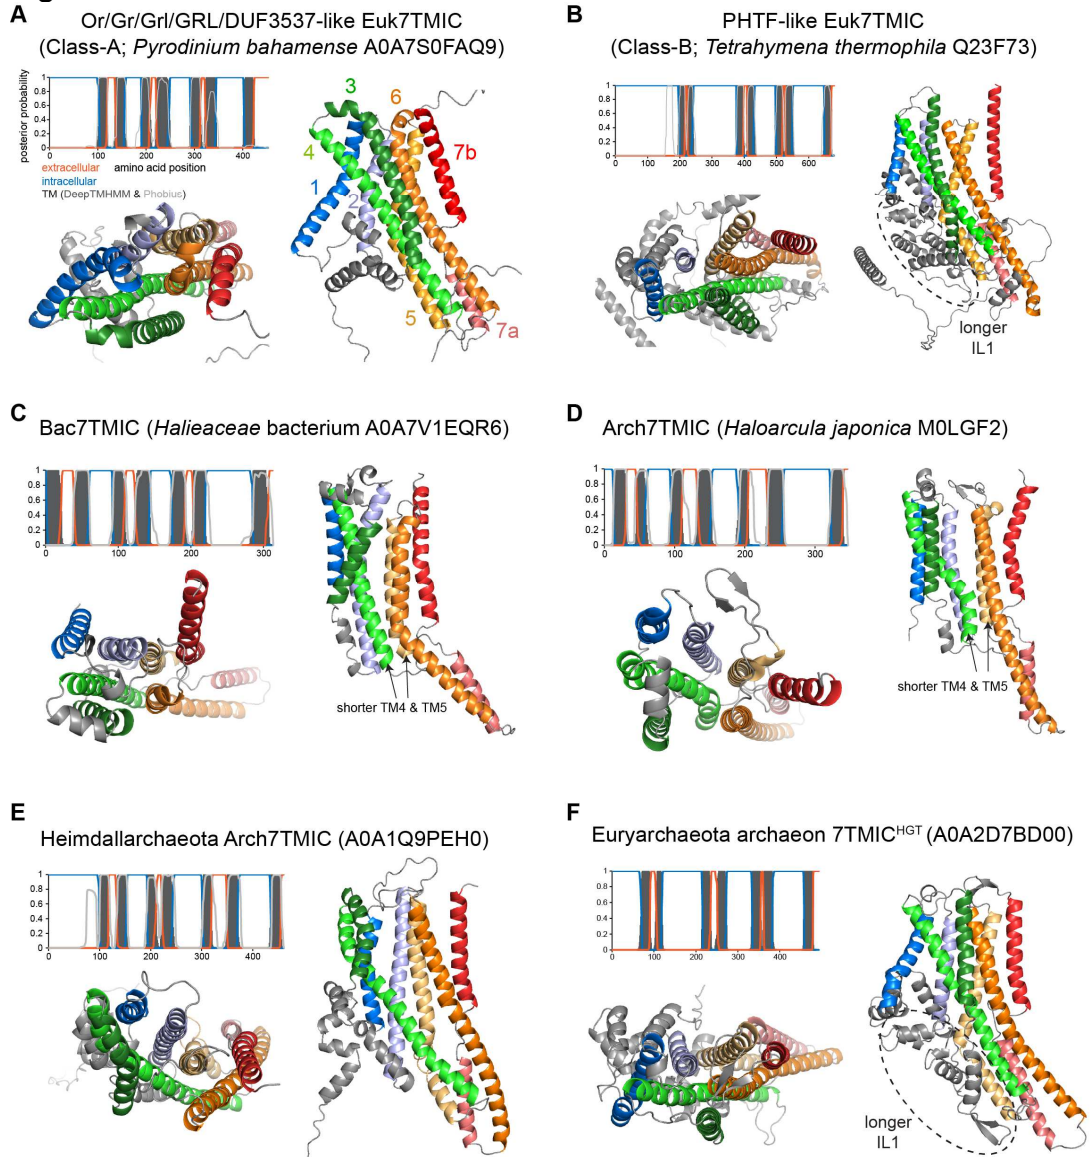 A
Or/Gr/Grl/GRL/DUF3537-like Euk7TMIC
(Class-A; Pyrodinium bahamense A0A7S0FAQ9)
posterior probability
1
0.8
0.6
0.4
0.2
0
0 100 200 300 400
extracellular amino acid position
intracellular
TM (DeepTMHMM & Phobius)
3
6
4
7b
1
2
5
7a
B
PHTF-like Euk7TMIC
(Class-B; Tetrahymena thermophila Q23F73)
1
0.8
0.6
0.4
0.2
0
0 100 200 300 400 500 600
longer
IL1
C
Bac7TMIC (Halieaceae bacterium A0A7V1EQR6)
1
0.8
0.6
0.4
0.2
0
0 100 200 300
shorter TM4 & TM5
D
Arch7TMIC (Haloarcula japonica M0LGF2)
1
0.8
0.6
0.4
0.2
0
0 100 200 300
shorter TM4 & TM5
E
Heimdallarchaeota Arch7TMIC (A0A1Q9PEH0)
1
0.8
0.6
0.4
0.2
0
0 100 200 300 400
F
Euryarchaeota archaeon 7TMICᴴᴳᵀ (A0A2D7BD00)
1
0.8
0.6
0.4
0.2
0
0 100 200 300 400
longer
IL1